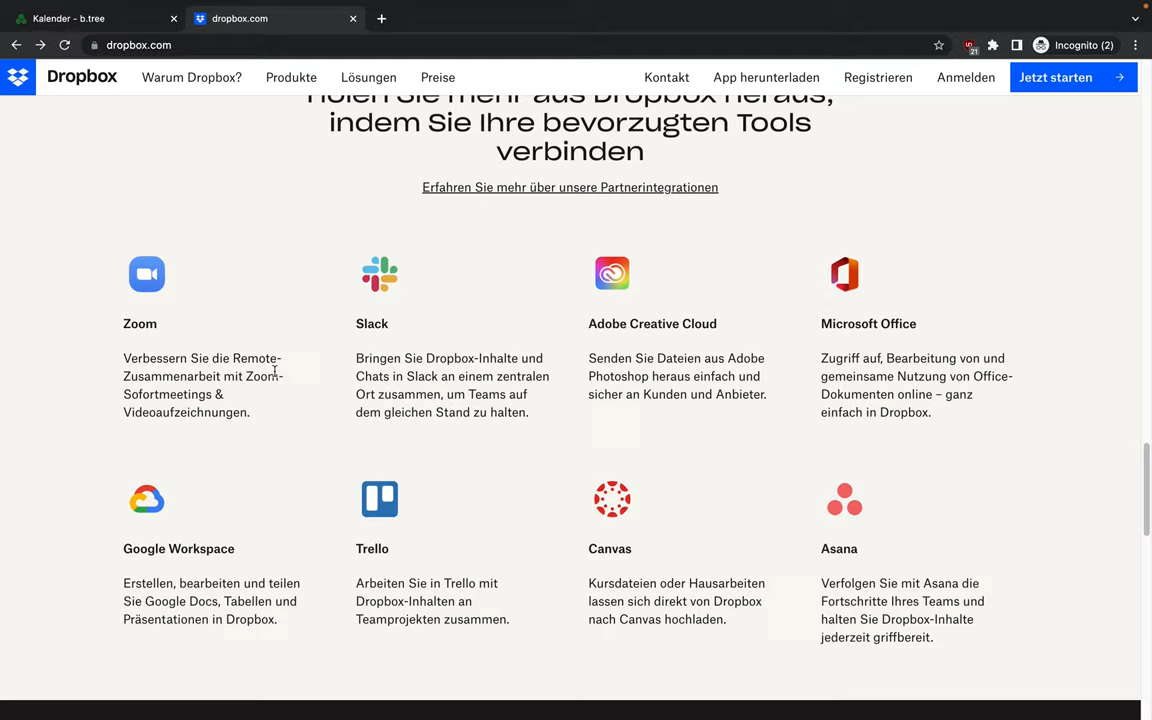 Kalender - b.tree
dropbox.com
dropbox.com
21
Incognito (2)
Dropbox
Warum Dropbox?
Produkte
Lösungen
Preise
Kontakt
App herunterladen
Registrieren
Anmelden
Jetzt starten
Holen Sie mehr aus Dropbox heraus,
indem Sie Ihre bevorzugten Tools
verbinden
Erfahren Sie mehr über unsere Partnerintegrationen
Zoom
Verbessern Sie die Remote-
Zusammenarbeit mit Zoom-
Sofortmeetings &
Videoaufzeichnungen.
Slack
Bringen Sie Dropbox-Inhalte und
Chats in Slack an einem zentralen
Ort zusammen, um Teams auf
dem gleichen Stand zu halten.
Adobe Creative Cloud
Senden Sie Dateien aus Adobe
Photoshop heraus einfach und
sicher an Kunden und Anbieter.
Microsoft Office
Zugriff auf, Bearbeitung von und
gemeinsame Nutzung von Office-
Dokumenten online – ganz
einfach in Dropbox.
Google Workspace
Erstellen, bearbeiten und teilen
Sie Google Docs, Tabellen und
Präsentationen in Dropbox.
Trello
Arbeiten Sie in Trello mit
Dropbox-Inhalten an
Teamprojekten zusammen.
Canvas
Kursdateien oder Hausarbeiten
lassen sich direkt von Dropbox
nach Canvas hochladen.
Asana
Verfolgen Sie mit Asana die
Fortschritte Ihres Teams und
halten Sie Dropbox-Inhalte
jederzeit griffbereit.